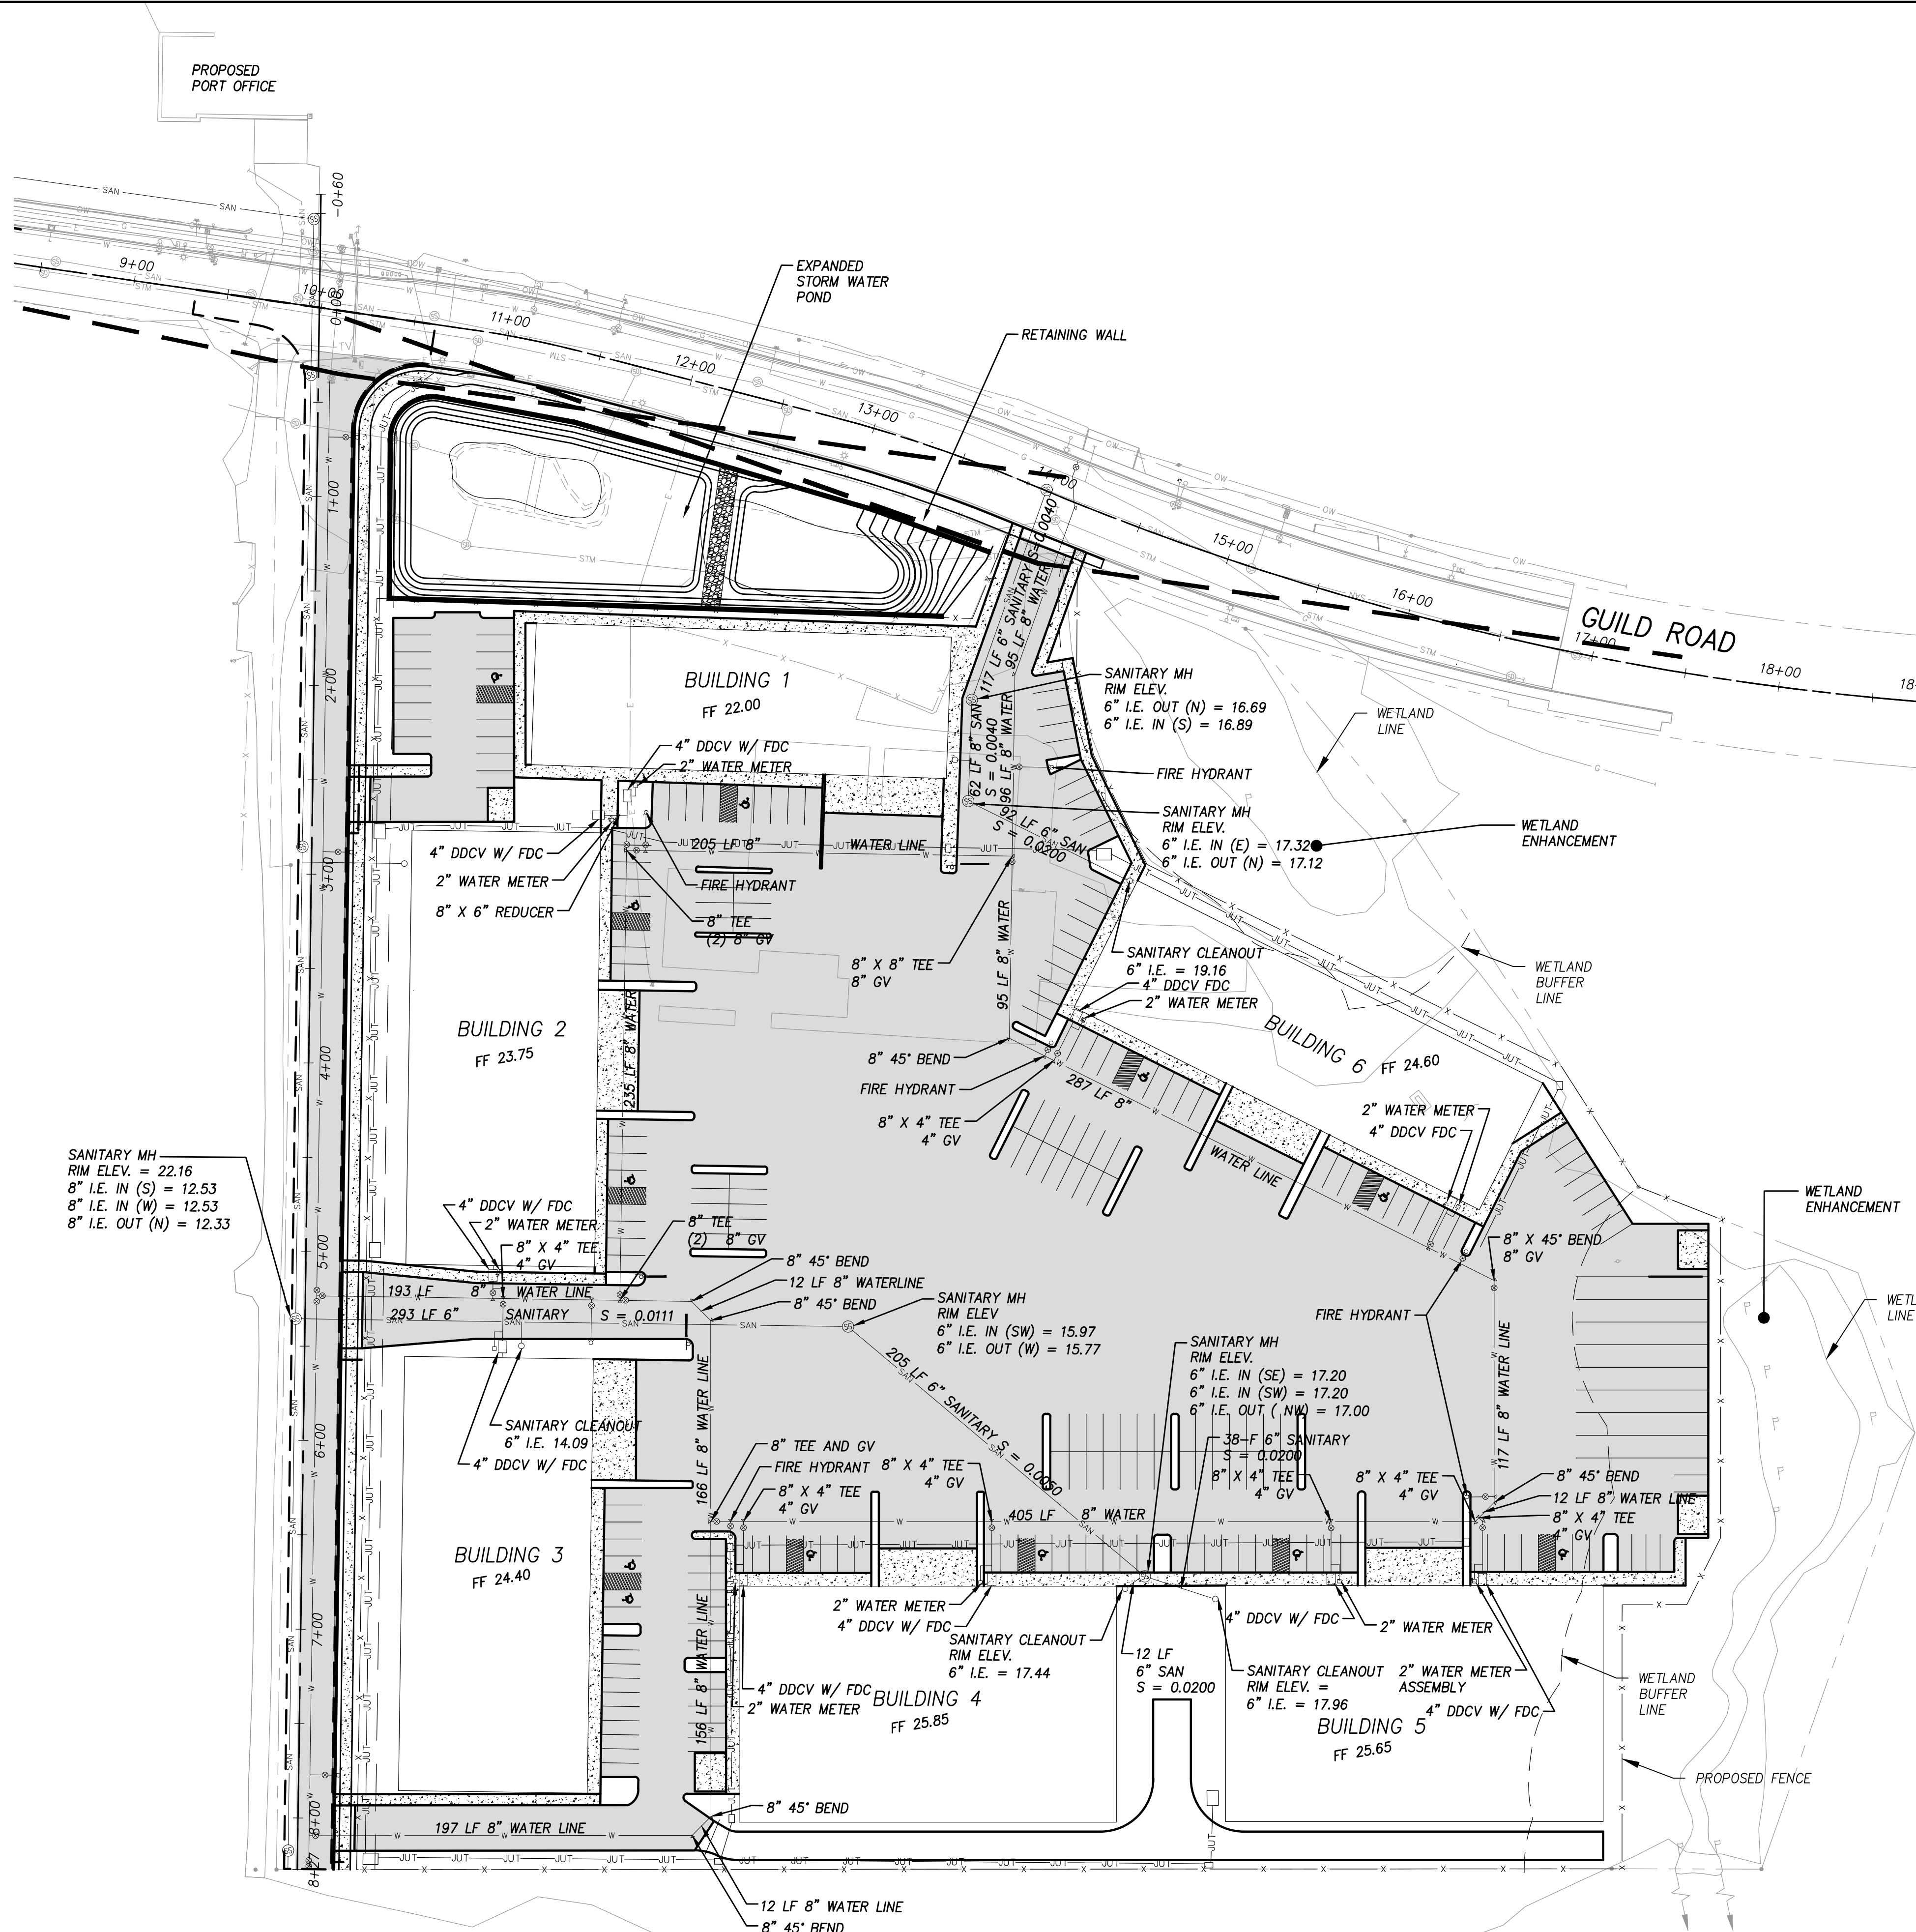 PROPOSED
PORT OFFICE
-0+60
9+00
10+00
0+00
11+00
12+00
13+00
14+00
15+00
16+00
17+00
18+00
18
GUILD ROAD
EXPANDED
STORM WATER
POND
RETAINING WALL
1+00
2+00
3+00
4+00
5+00
6+00
7+00
8+00
8+27
117 LF 6" SANITARY S=0.0040
95 LF 8" WATER
BUILDING 1
FF 22.00
SANITARY MH
RIM ELEV.
6" I.E. OUT (N) = 16.69
6" I.E. IN (S) = 16.89
WETLAND
LINE
62 LF 8" SAN
S = 0.0040
96 LF 8" WATER
4" DDCV W/ FDC
2" WATER METER
FIRE HYDRANT
SANITARY MH
RIM ELEV.
6" I.E. IN (E) = 17.32
6" I.E. OUT (N) = 17.12
WETLAND
ENHANCEMENT
92 LF 6" SAN
S = 0.0200
205 LF 8" WATER LINE
4" DDCV W/ FDC
2" WATER METER
8" X 6" REDUCER
FIRE HYDRANT
8" TEE
(2) 8" GV
8" X 8" TEE
8" GV
95 LF 8" WATER
SANITARY CLEANOUT
6" I.E. = 19.16
4" DDCV FDC
2" WATER METER
WETLAND
BUFFER
LINE
BUILDING 2
FF 23.75
235 LF 8" WATER
8" 45° BEND
FIRE HYDRANT
8" X 4" TEE
4" GV
287 LF 8"
WATER LINE
BUILDING 6
FF 24.60
2" WATER METER
4" DDCV FDC
SANITARY MH
RIM ELEV. = 22.16
8" I.E. IN (S) = 12.53
8" I.E. IN (W) = 12.53
8" I.E. OUT (N) = 12.33
4" DDCV W/ FDC
2" WATER METER
8" X 4" TEE
4" GV
8" TEE
(2) 8" GV
8" 45° BEND
12 LF 8" WATERLINE
8" 45° BEND
193 LF 8" WATER LINE
293 LF 6" SANITARY S = 0.0111
SANITARY MH
RIM ELEV
6" I.E. IN (SW) = 15.97
6" I.E. OUT (W) = 15.77
8" X 45° BEND
8" GV
WETLAND
ENHANCEMENT
FIRE HYDRANT
LINE
205 LF 6" SANITARY S = 0.0050
SANITARY MH
RIM ELEV.
6" I.E. IN (SE) = 17.20
6" I.E. IN (SW) = 17.20
6" I.E. OUT ( NW) = 17.00
38-F 6" SANITARY
S = 0.0200
117 LF 8" WATER LINE
166 LF 8" WATER LINE
SANITARY CLEANOUT
6" I.E. 14.09
4" DDCV W/ FDC
8" TEE AND GV
FIRE HYDRANT
8" X 4" TEE
4" GV
8" X 4" TEE
4" GV
8" X 4" TEE
4" GV
8" X 4" TEE
4" GV
8" 45° BEND
12 LF 8" WATER LINE
8" X 4" TEE
4" GV
405 LF 8" WATER
BUILDING 3
FF 24.40
156 LF 8" WATER LINE
2" WATER METER
4" DDCV W/ FDC
SANITARY CLEANOUT
RIM ELEV.
6" I.E. = 17.44
12 LF
6" SAN
S = 0.0200
4" DDCV W/ FDC
2" WATER METER
SANITARY CLEANOUT
RIM ELEV. =
6" I.E. = 17.96
2" WATER METER
ASSEMBLY
4" DDCV W/ FDC
4" DDCV W/ FDC
2" WATER METER
BUILDING 4
FF 25.85
BUILDING 5
FF 25.65
WETLAND
BUFFER
LINE
PROPOSED FENCE
8" 45° BEND
197 LF 8" WATER LINE
12 LF 8" WATER LINE
8" 45° BEND